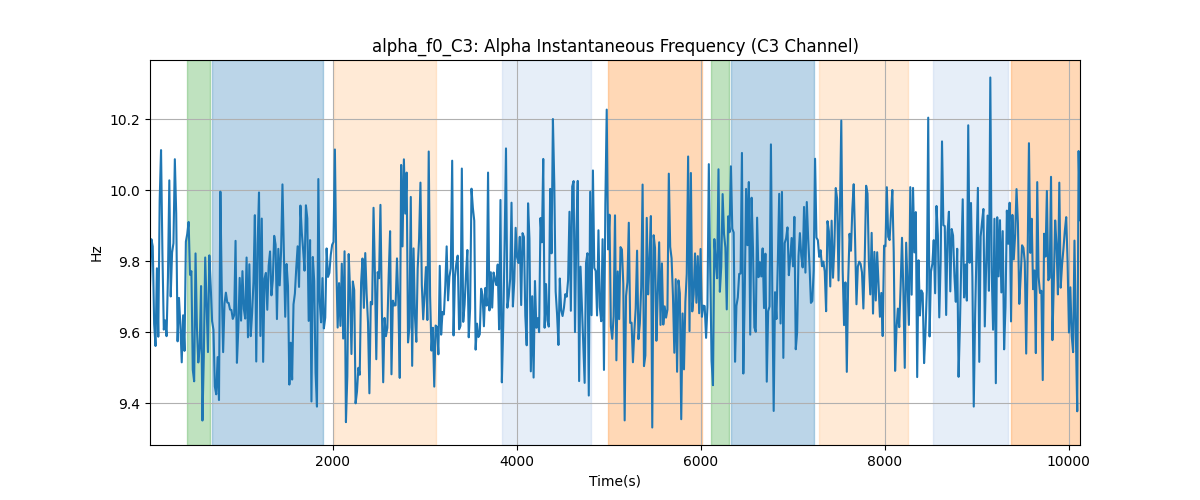 alpha_f0_C3: Alpha Instantaneous Frequency (C3 Channel)
Hz
10.2
10.0
9.8
9.6
9.4
2000 4000 6000 8000 10000
Time(s)